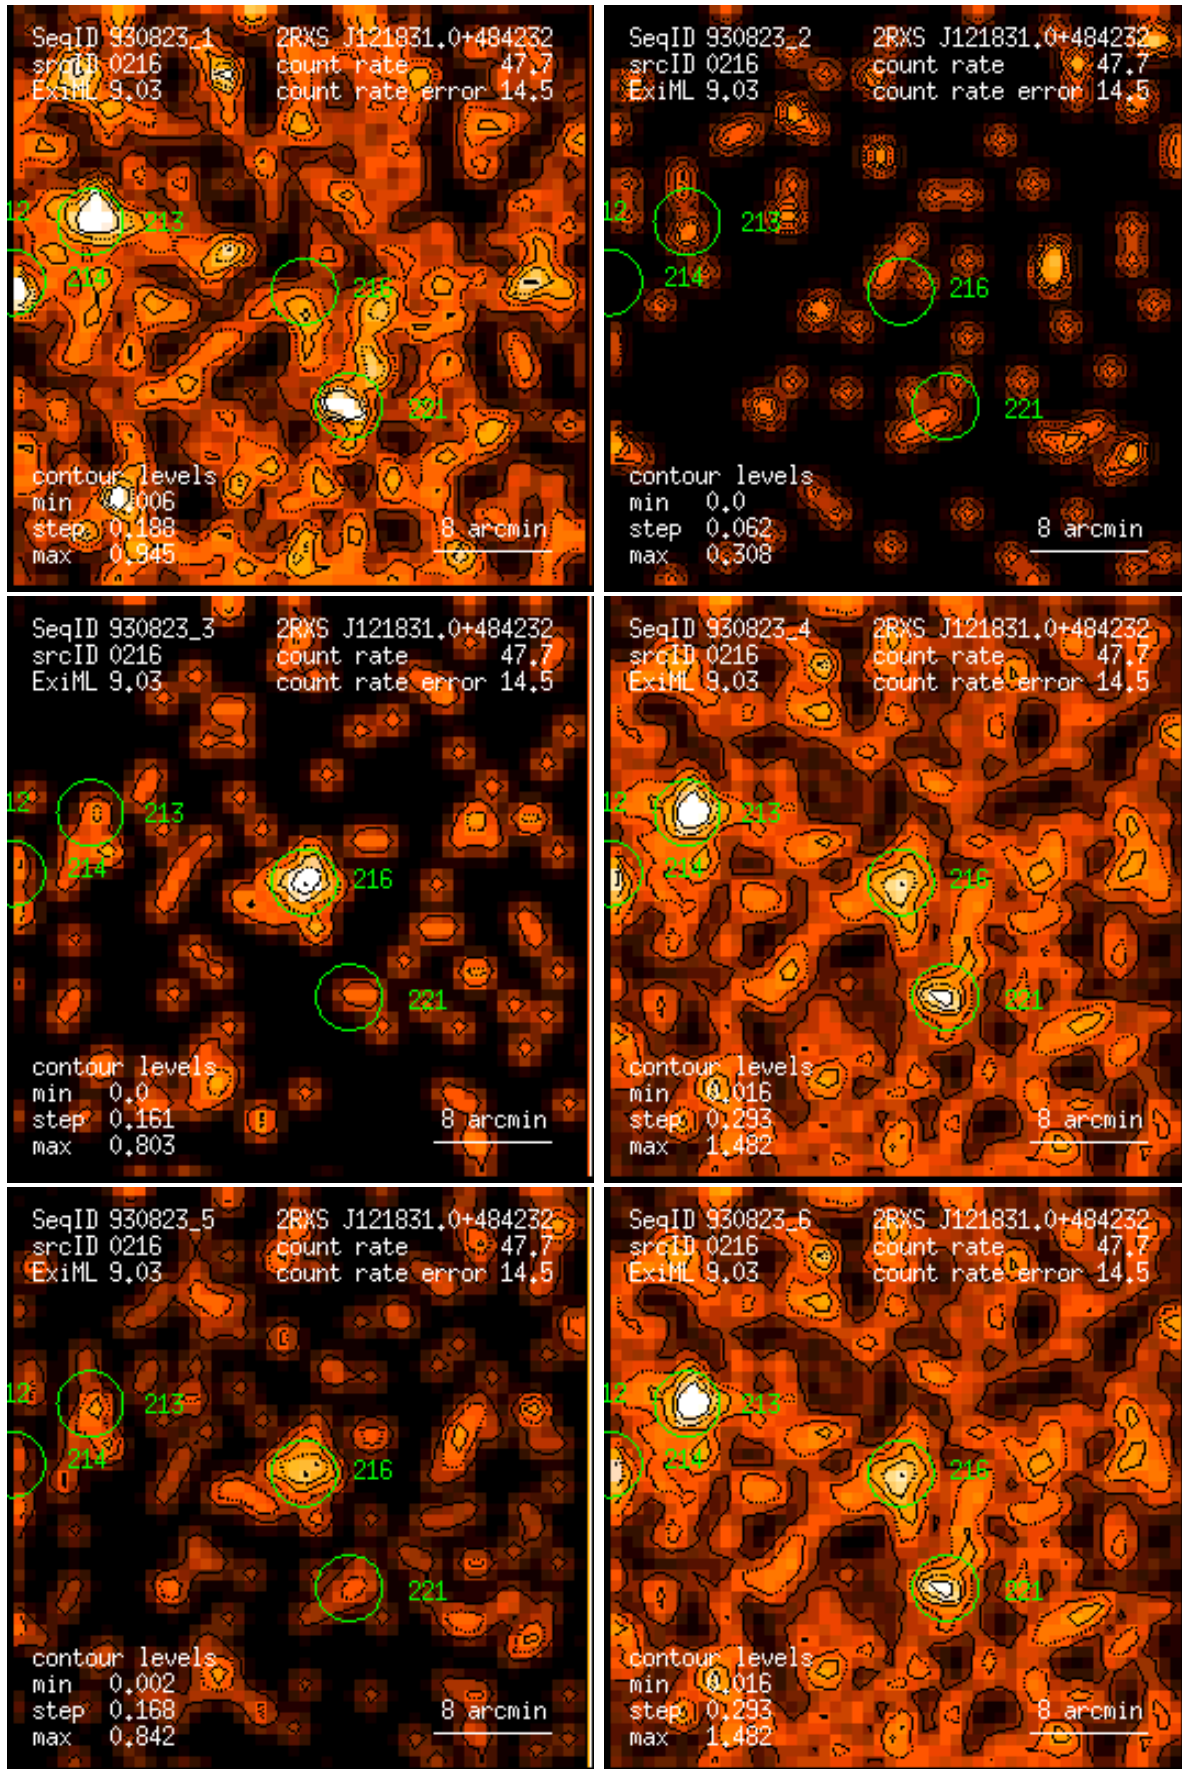 SeqID 930823_1 2RXS J121831.0+484232
srcID 0216 count rate 47.7
ExiML 9.03 count rate error 14.5
12 213
214 216
221
contour levels
min 0.006
step 0.188
max 0.945
8 arcmin
SeqID 930823_2 2RXS J121831.0+484232
srcID 0216 count rate 47.7
ExiML 9.03 count rate error 14.5
12 213
214 216
221
contour levels
min 0.0
step 0.062
max 0.308
8 arcmin
SeqID 930823_3 2RXS J121831.0+484232
srcID 0216 count rate 47.7
ExiML 9.03 count rate error 14.5
12 213
214 216
221
contour levels
min 0.0
step 0.161
max 0.803
8 arcmin
SeqID 930823_4 2RXS J121831.0+484232
srcID 0216 count rate 47.7
ExiML 9.03 count rate error 14.5
12 213
214 216
221
contour levels
min 0.016
step 0.293
max 1.482
8 arcmin
SeqID 930823_5 2RXS J121831.0+484232
srcID 0216 count rate 47.7
ExiML 9.03 count rate error 14.5
12 213
214 216
221
contour levels
min 0.002
step 0.168
max 0.842
8 arcmin
SeqID 930823_6 2RXS J121831.0+484232
srcID 0216 count rate 47.7
ExiML 9.03 count rate error 14.5
12 213
214 216
221
contour levels
min 0.016
step 0.293
max 1.482
8 arcmin